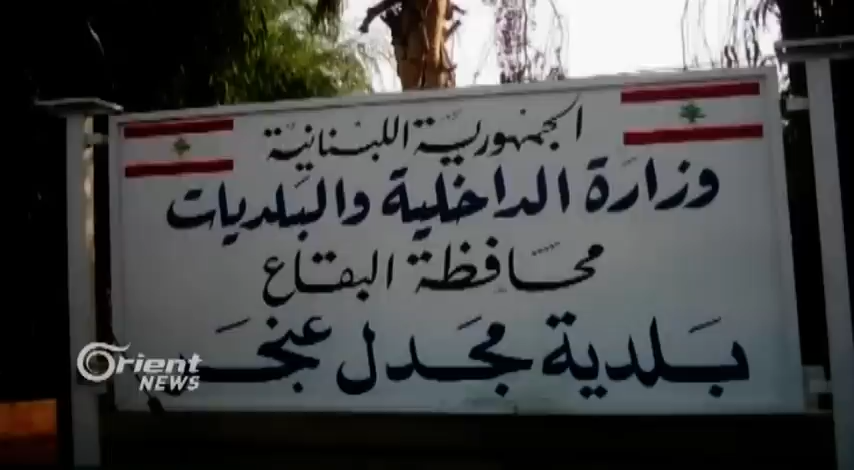 الجمهورية اللبنانية
وزارة الداخلية والبلديات
محافظة البقاع
بلدية مجدل عنجر
Orient
NEWS